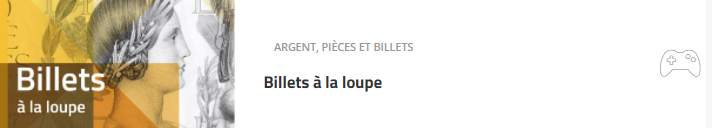 Billets
à la loupe
ARGENT, PIÈCES ET BILLETS
Billets à la loupe